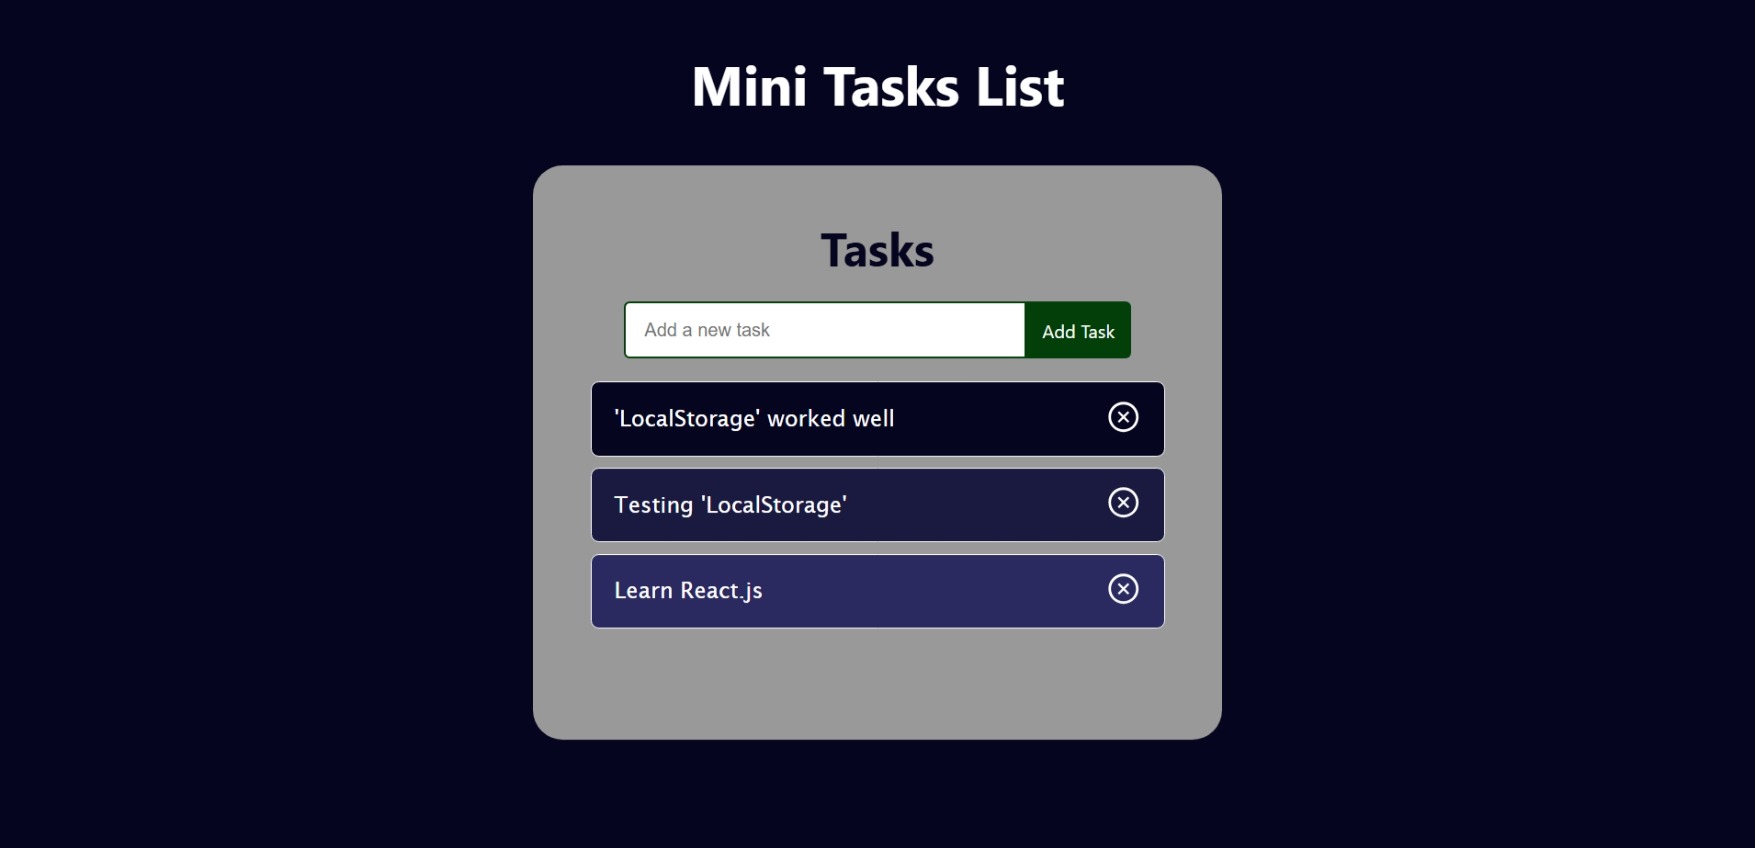 Mini Tasks List
Tasks
Add a new task
Add Task
'LocalStorage' worked well
Testing 'LocalStorage'
Learn React.js